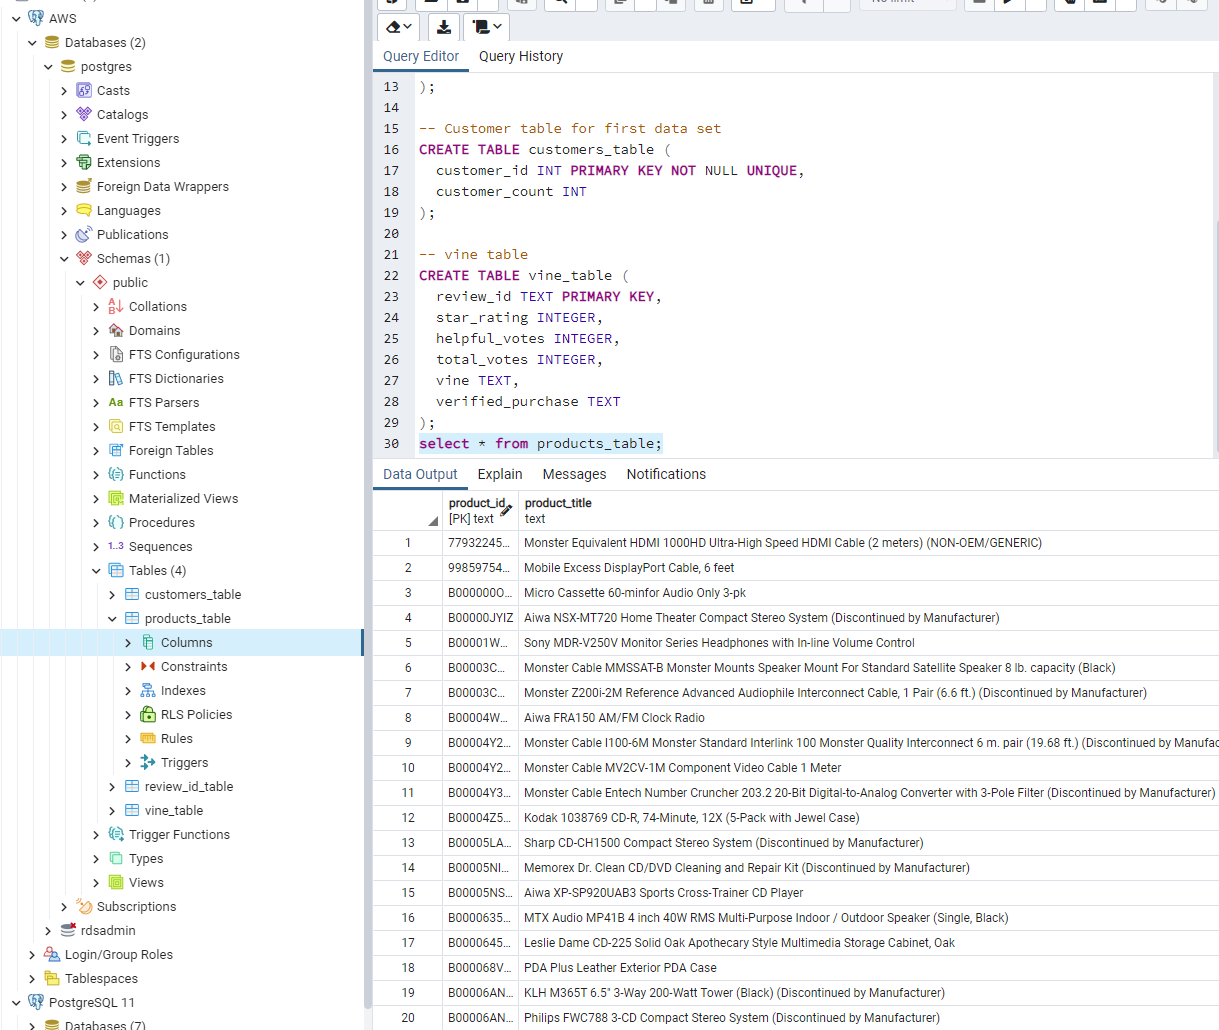 AWS
Databases (2)
postgres
Casts
Catalogs
Event Triggers
Extensions
Foreign Data Wrappers
Languages
Publications
Schemas (1)
public
Collations
Domains
FTS Configurations
FTS Dictionaries
Aa FTS Parsers
FTS Templates
Foreign Tables
Functions
Materialized Views
Procedures
1..3 Sequences
Tables (4)
customers_table
products_table
Columns
Constraints
Indexes
RLS Policies
Rules
Triggers
review_id_table
vine_table
Trigger Functions
Types
Views
Subscriptions
rdsadmin
Login/Group Roles
Tablespaces
PostgreSQL 11
Databases (7)
No limit
Query Editor Query History
13 );
14
15 -- Customer table for first data set
16 CREATE TABLE customers_table (
17 customer_id INT PRIMARY KEY NOT NULL UNIQUE,
18 customer_count INT
19 );
20
21 -- vine table
22 CREATE TABLE vine_table (
23 review_id TEXT PRIMARY KEY,
24 star_rating INTEGER,
25 helpful_votes INTEGER,
26 total_votes INTEGER,
27 vine TEXT,
28 verified_purchase TEXT
29 );
30 select * from products_table;
Data Output Explain Messages Notifications
product_id product_title
[PK] text text
1 77932245... Monster Equivalent HDMI 1000HD Ultra-High Speed HDMI Cable (2 meters) (NON-OEM/GENERIC)
2 99859754... Mobile Excess DisplayPort Cable, 6 feet
3 B000000O... Micro Cassette 60-minfor Audio Only 3-pk
4 B00000JYIZ Aiwa NSX-MT720 Home Theater Compact Stereo System (Discontinued by Manufacturer)
5 B00001W... Sony MDR-V250V Monitor Series Headphones with In-line Volume Control
6 B00003C... Monster Cable MMSSAT-B Monster Mounts Speaker Mount For Standard Satellite Speaker 8 lb. capacity (Black)
7 B00003C... Monster Z200i-2M Reference Advanced Audiophile Interconnect Cable, 1 Pair (6.6 ft.) (Discontinued by Manufacturer)
8 B00004W... Aiwa FRA150 AM/FM Clock Radio
9 B00004Y2... Monster Cable I100-6M Monster Standard Interlink 100 Monster Quality Interconnect 6 m. pair (19.68 ft.) (Discontinued by Manufac
10 B00004Y2... Monster Cable MV2CV-1M Component Video Cable 1 Meter
11 B00004Y3... Monster Cable Entech Number Cruncher 203.2 20-Bit Digital-to-Analog Converter with 3-Pole Filter (Discontinued by Manufacturer)
12 B00004Z5... Kodak 1038769 CD-R, 74-Minute, 12X (5-Pack with Jewel Case)
13 B00005LA... Sharp CD-CH1500 Compact Stereo System (Discontinued by Manufacturer)
14 B00005NI... Memorex Dr. Clean CD/DVD Cleaning and Repair Kit (Discontinued by Manufacturer)
15 B00005NS... Aiwa XP-SP920UAB3 Sports Cross-Trainer CD Player
16 B0000635... MTX Audio MP41B 4 inch 40W RMS Multi-Purpose Indoor / Outdoor Speaker (Single, Black)
17 B0000645... Leslie Dame CD-225 Solid Oak Apothecary Style Multimedia Storage Cabinet, Oak
18 B000068V... PDA Plus Leather Exterior PDA Case
19 B00006AN... KLH M365T 6.5" 3-Way 200-Watt Tower (Black) (Discontinued by Manufacturer)
20 B00006AN... Philips FWC788 3-CD Compact Stereo System (Discontinued by Manufacturer)